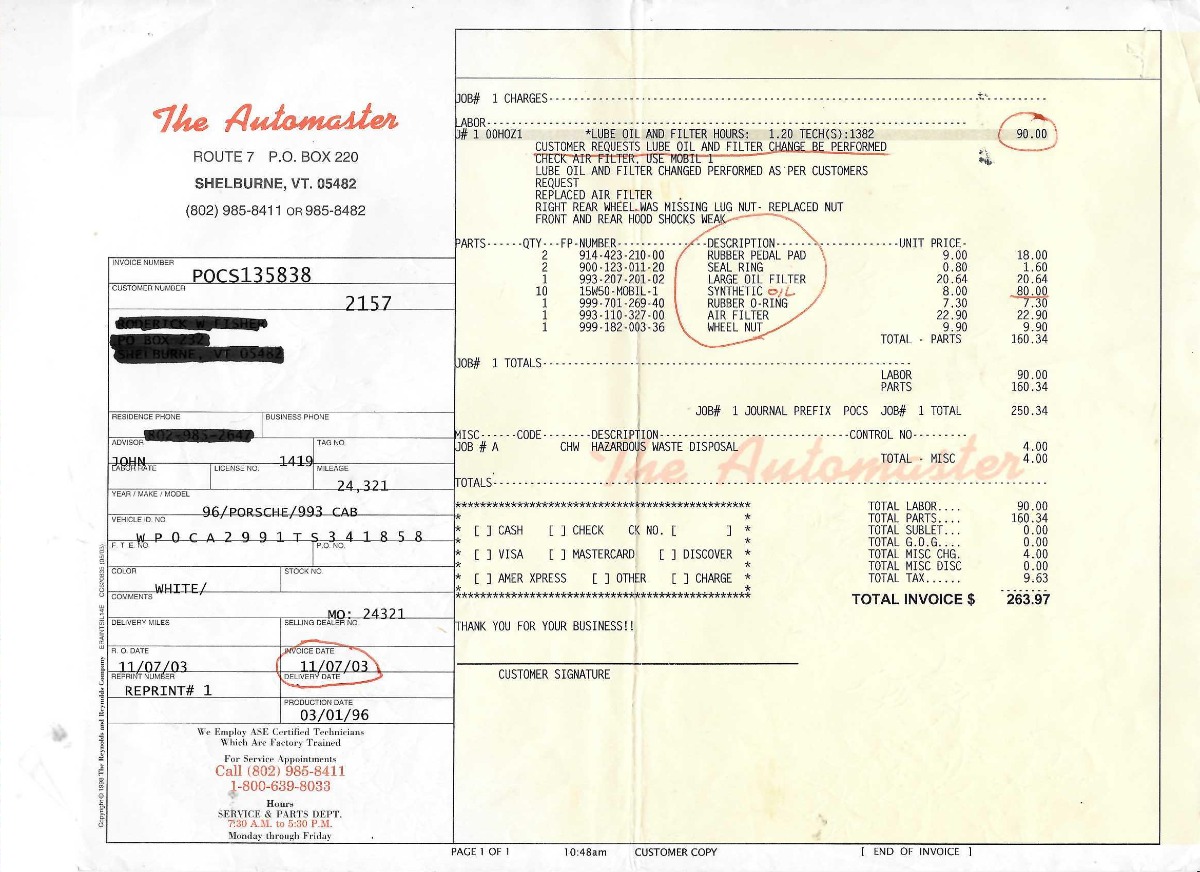 The Automaster
ROUTE 7 P.O. BOX 220
SHELBURNE, VT. 05482
(802) 985-8411 OR 985-8482
INVOICE NUMBER
POCS135838
CUSTOMER NUMBER
2157
RESIDENCE PHONE BUSINESS PHONE
ADVISOR TAG NO.
JOHN 1419
LABOR RATE LICENSE NO. MILEAGE
24,321
YEAR / MAKE / MODEL
96/PORSCHE/993 CAB
VEHICLE ID. NO.
W P 0 C A 2 9 9 1 T S 3 4 1 8 5 8
F. T. E. NO. P.O. NO.
COLOR STOCK NO.
WHITE/
COMMENTS
MO: 24321
DELIVERY MILES SELLING DEALER NO.
R. O. DATE INVOICE DATE
11/07/03 11/07/03
REPRINT NUMBER DELIVERY DATE
REPRINT# 1
PRODUCTION DATE
03/01/96
We Employ ASE Certified Technicians
Which Are Factory Trained
For Service Appointments
Call (802) 985-8411
1-800-639-8033
Hours
SERVICE & PARTS DEPT.
7:30 A.M. to 5:30 P.M.
Monday through Friday
JOB# 1 CHARGES
LABOR
J# 1 00HOZ1 *LUBE OIL AND FILTER HOURS: 1.20 TECH(S):1382 90.00
CUSTOMER REQUESTS LUBE OIL AND FILTER CHANGE BE PERFORMED
CHECK AIR FILTER, USE MOBIL 1
LUBE OIL AND FILTER CHANGED PERFORMED AS PER CUSTOMERS
REQUEST
REPLACED AIR FILTER
RIGHT REAR WHEEL WAS MISSING LUG NUT- REPLACED NUT
FRONT AND REAR HOOD SHOCKS WEAK
PARTS------QTY---FP-NUMBER---------------DESCRIPTION--------------------UNIT PRICE-
2 914-423-210-00 RUBBER PEDAL PAD 9.00 18.00
2 900-123-011-20 SEAL RING 0.80 1.60
1 993-207-201-02 LARGE OIL FILTER 20.64 20.64
10 15W50-MOBIL-1 SYNTHETIC OIL 8.00 80.00
1 999-701-269-40 RUBBER O-RING 7.30 7.30
1 993-110-327-00 AIR FILTER 22.90 22.90
1 999-182-003-36 WHEEL NUT 9.90 9.90
TOTAL - PARTS 160.34
JOB# 1 TOTALS
LABOR 90.00
PARTS 160.34
JOB# 1 JOURNAL PREFIX POCS JOB# 1 TOTAL 250.34
MISC------CODE--------DESCRIPTION-----------------------------CONTROL NO---------
JOB # A CHW HAZARDOUS WASTE DISPOSAL 4.00
TOTAL - MISC 4.00
The Automaster
TOTALS
* [ ] CASH [ ] CHECK CK NO. [ ] *
* [ ] VISA [ ] MASTERCARD [ ] DISCOVER *
* [ ] AMER XPRESS [ ] OTHER [ ] CHARGE *
TOTAL LABOR.... 90.00
TOTAL PARTS.... 160.34
TOTAL SUBLET... 0.00
TOTAL G.O.G.... 0.00
TOTAL MISC CHG. 4.00
TOTAL MISC DISC 0.00
TOTAL TAX...... 9.63
TOTAL INVOICE $ 263.97
THANK YOU FOR YOUR BUSINESS!!
CUSTOMER SIGNATURE
PAGE 1 OF 1 10:48am CUSTOMER COPY [ END OF INVOICE ]